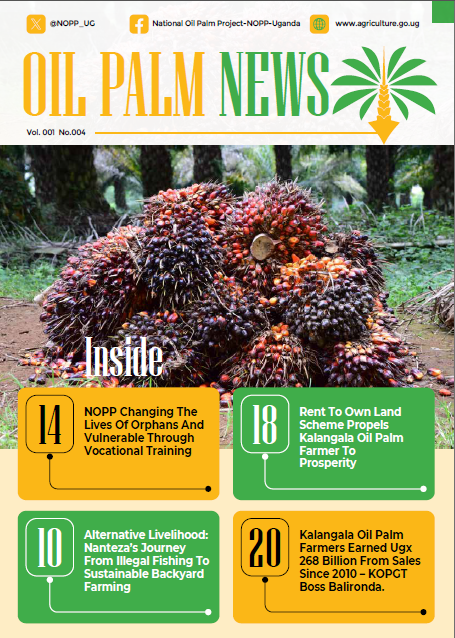 @NOPP_UG
National Oil Palm Project-NOPP-Uganda
www.agriculture.go.ug
OIL PALM NEWS
Vol. 001 No.004
Inside
14
NOPP Changing The
Lives Of Orphans And
Vulnerable Through
Vocational Training
18
Rent To Own Land
Scheme Propels
Kalangala Oil Palm
Farmer To
Prosperity
10
Alternative Livelihood:
Nanteza's Journey
From Illegal Fishing To
Sustainable Backyard
Farming
20
Kalangala Oil Palm
Farmers Earned Ugx
268 Billion From Sales
Since 2010 – KOPGT
Boss Balironda.